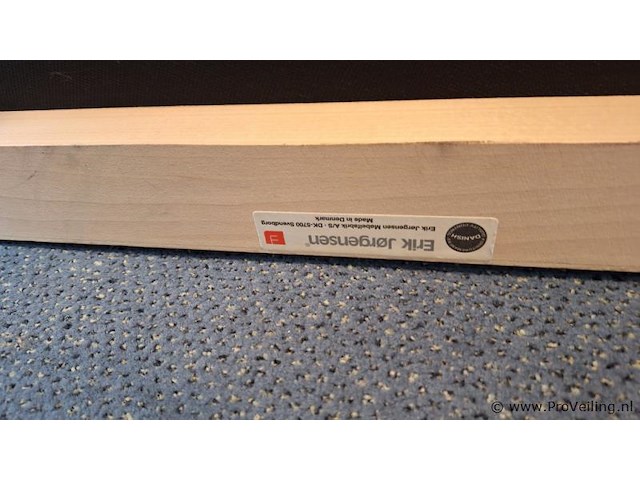 Erik Jørgensen®
Erik Jørgensen Møbelfabrik A/S · DK-5700 Svendborg
Made in Denmark
DANISH
© www.ProVeiling.nl